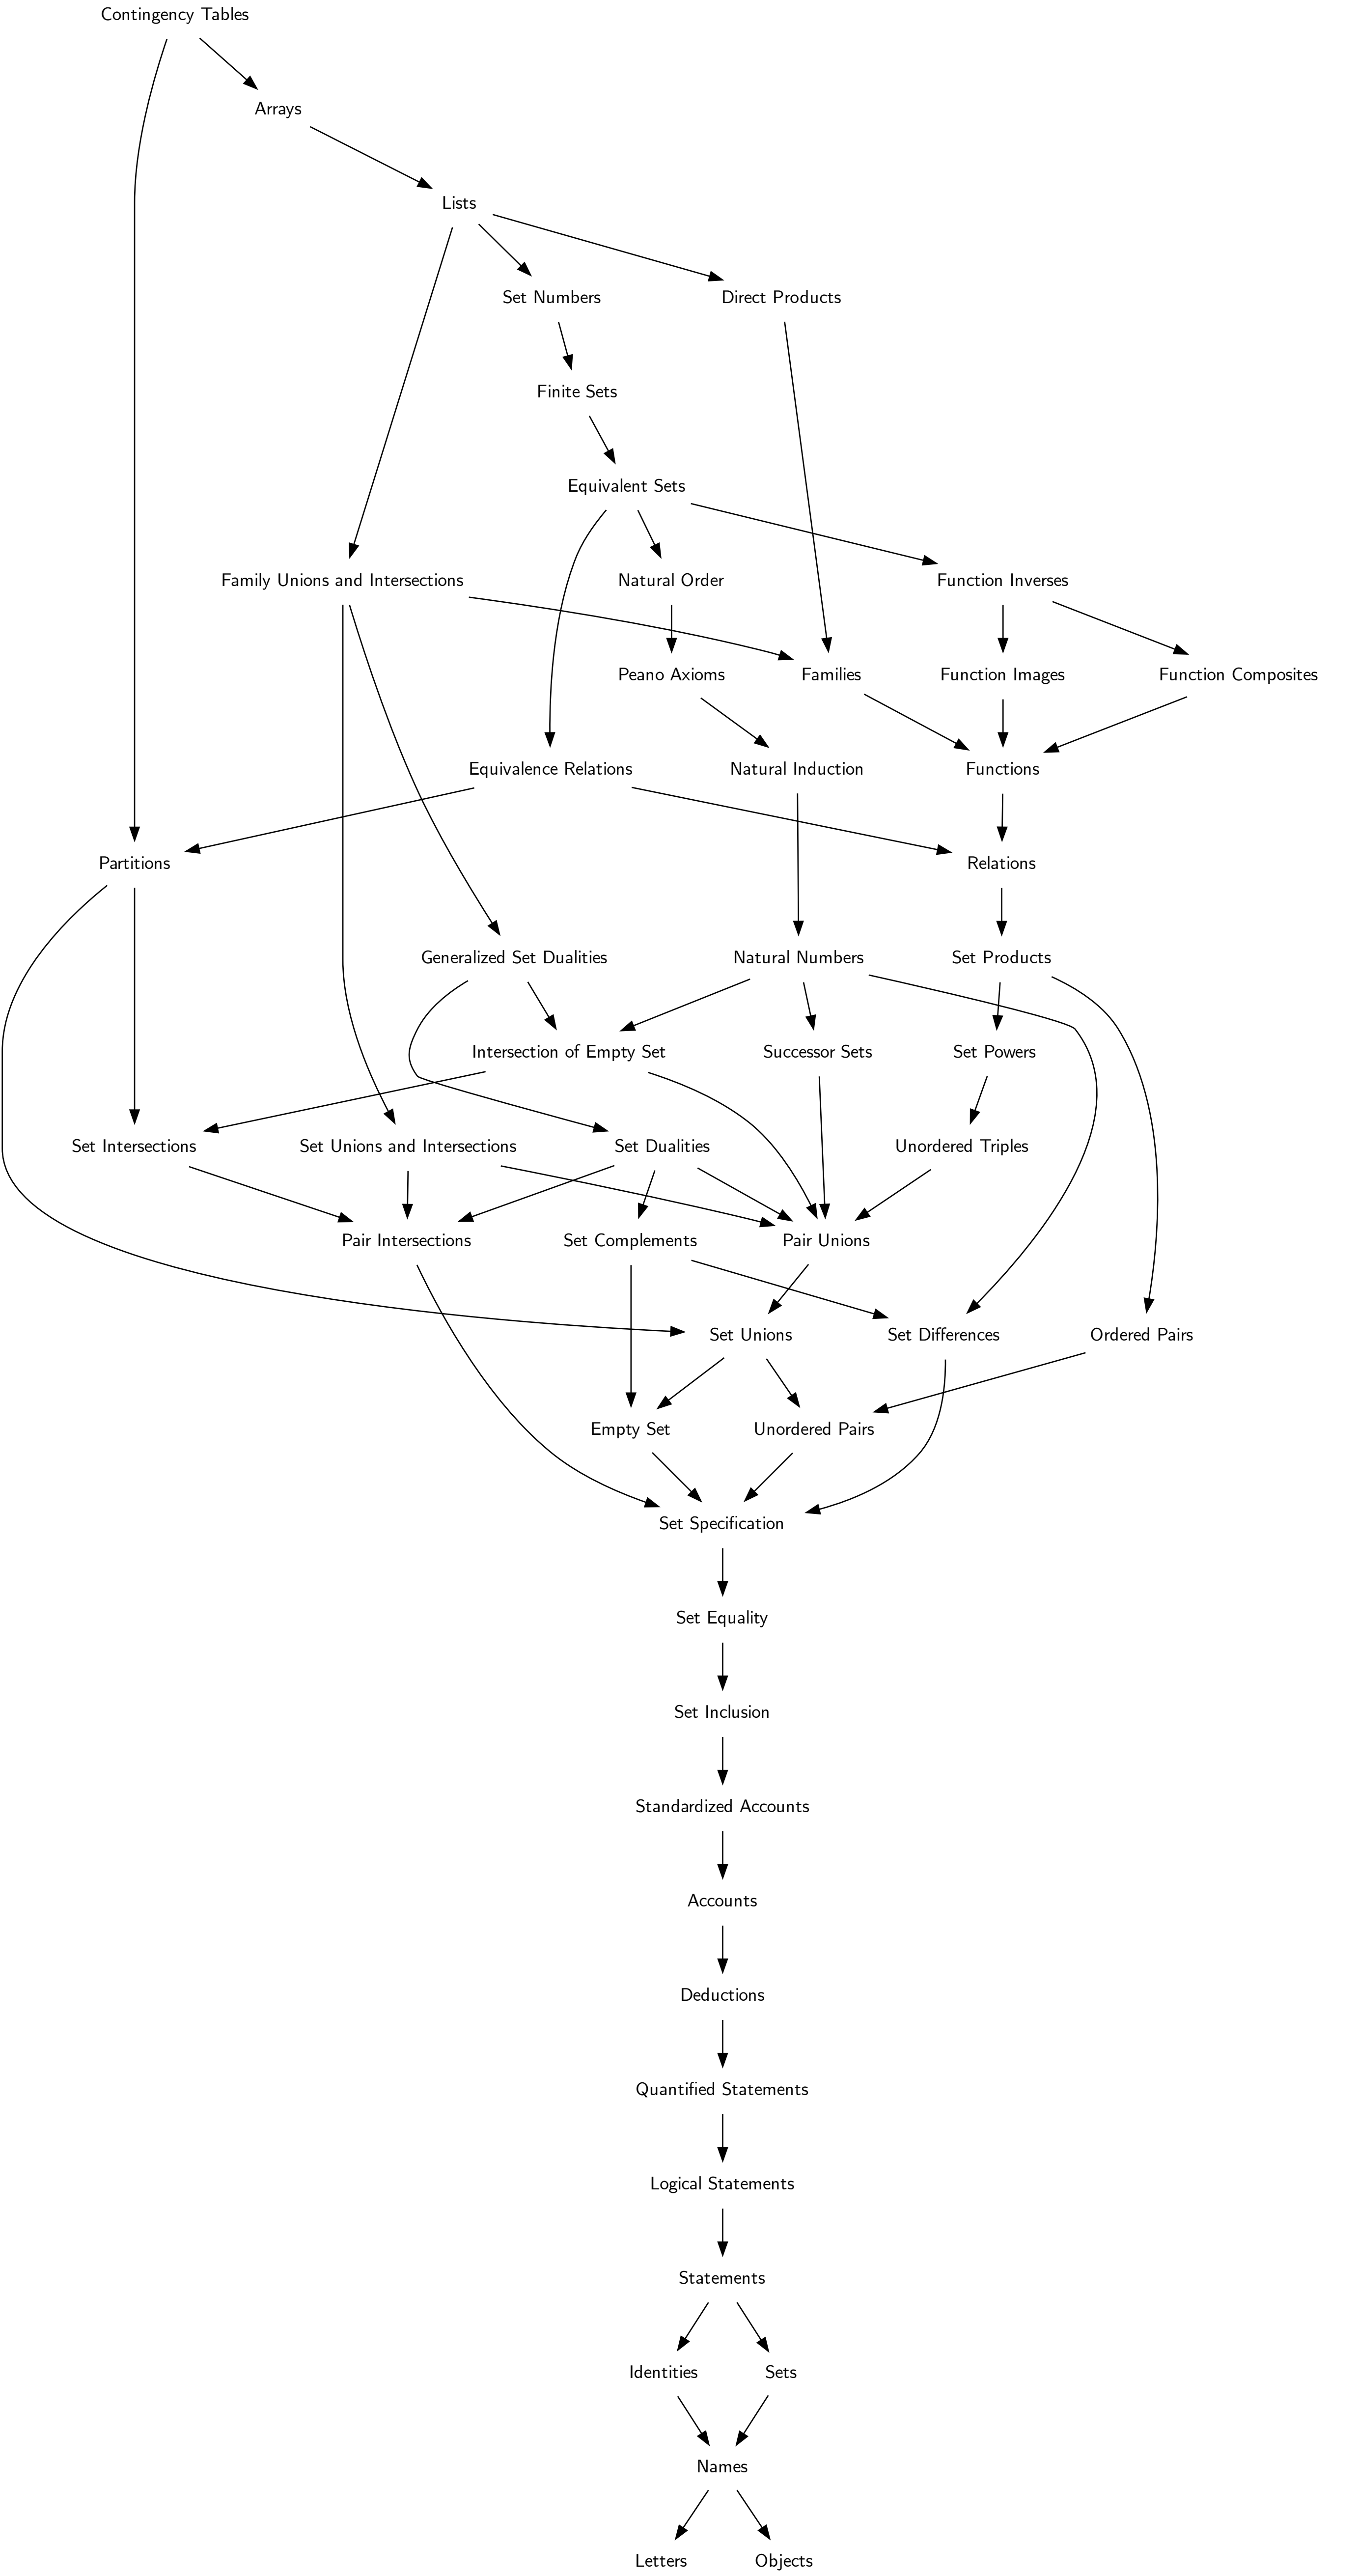 Contingency Tables
Arrays
Lists
Set Numbers
Direct Products
Finite Sets
Equivalent Sets
Family Unions and Intersections
Natural Order
Function Inverses
Peano Axioms
Families
Function Images
Function Composites
Equivalence Relations
Natural Induction
Functions
Partitions
Relations
Generalized Set Dualities
Natural Numbers
Set Products
Intersection of Empty Set
Successor Sets
Set Powers
Set Intersections
Set Unions and Intersections
Set Dualities
Unordered Triples
Pair Intersections
Set Complements
Pair Unions
Set Unions
Set Differences
Ordered Pairs
Empty Set
Unordered Pairs
Set Specification
Set Equality
Set Inclusion
Standardized Accounts
Accounts
Deductions
Quantified Statements
Logical Statements
Statements
Identities
Sets
Names
Letters
Objects